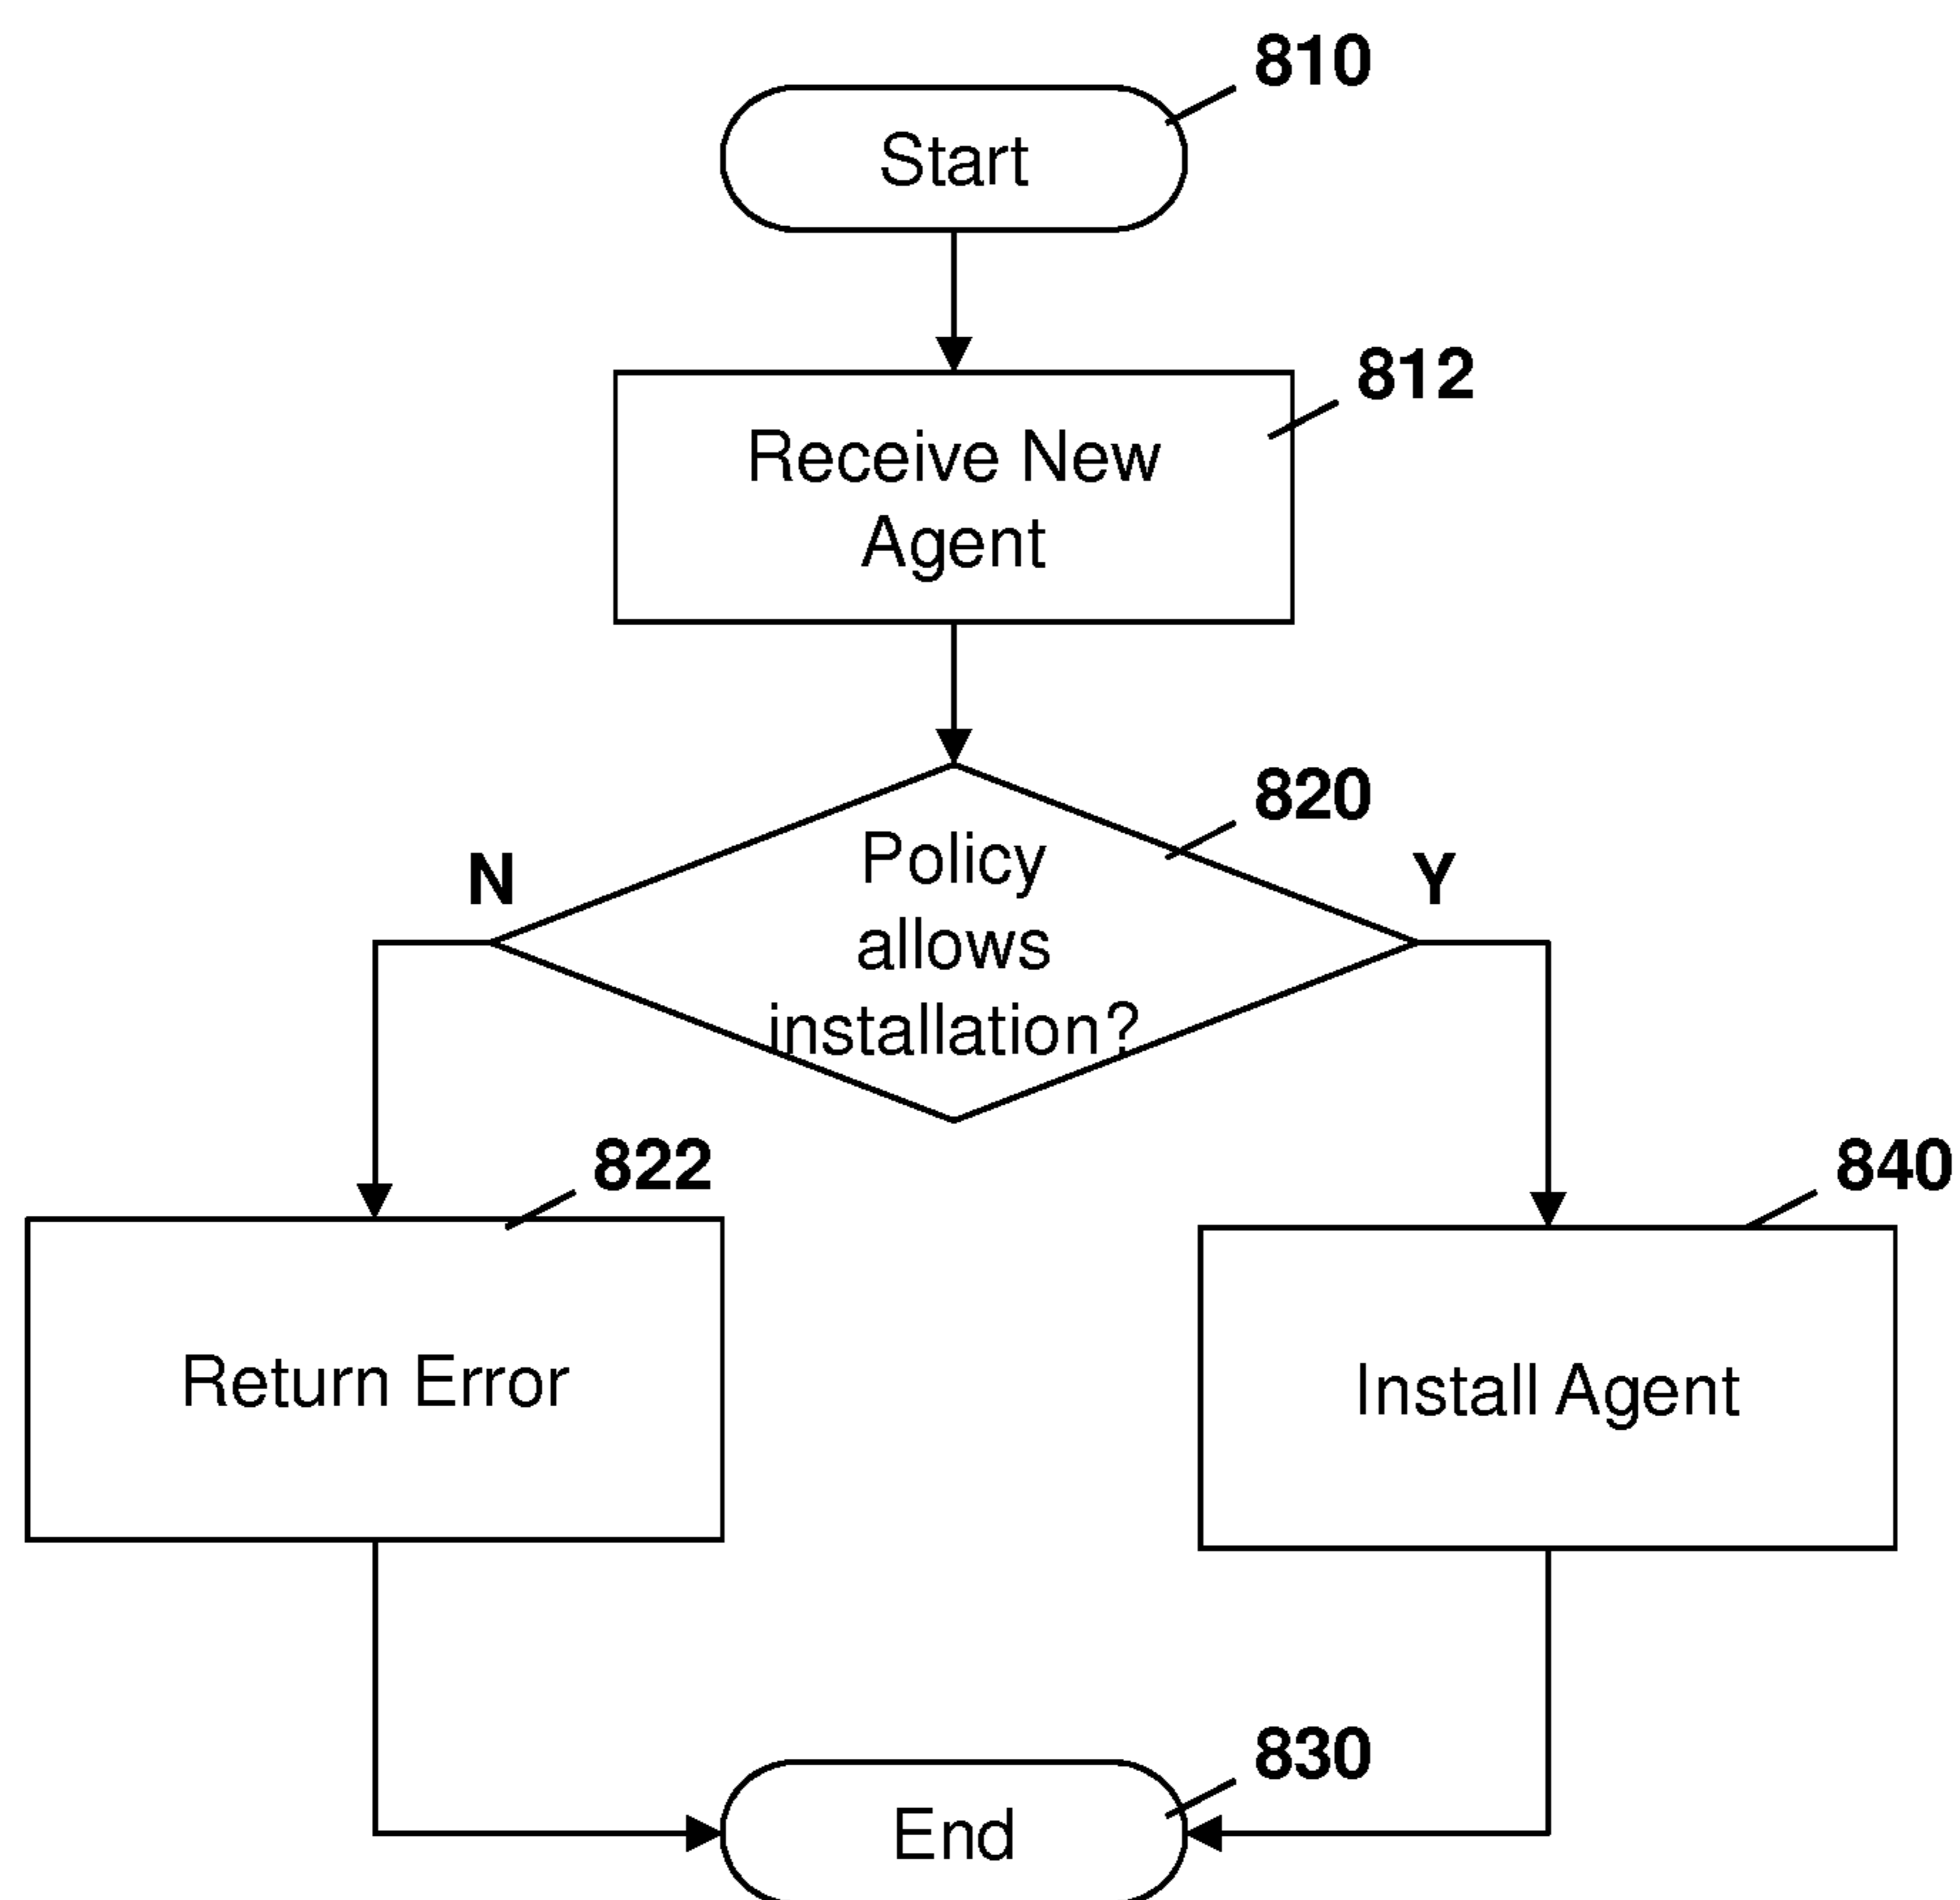 810
Start
812
Receive New
Agent
820
Policy
allows
installation?
N
Y
822
840
Return Error
Install Agent
830
End